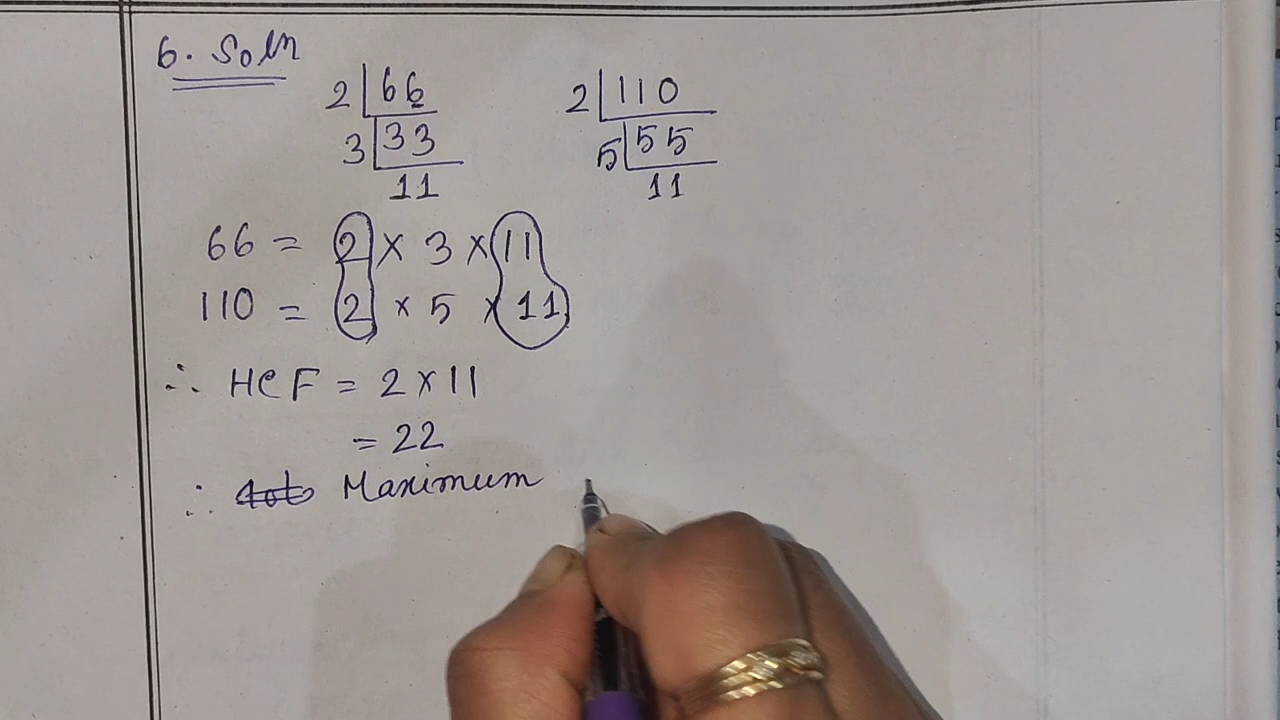 6. Soln
2 66 2 110
3 33 5 55
11 11
66 = 2 × 3 × 11
110 = 2 × 5 × 11
∴ HCF = 2 × 11
= 22
∴ Maximum